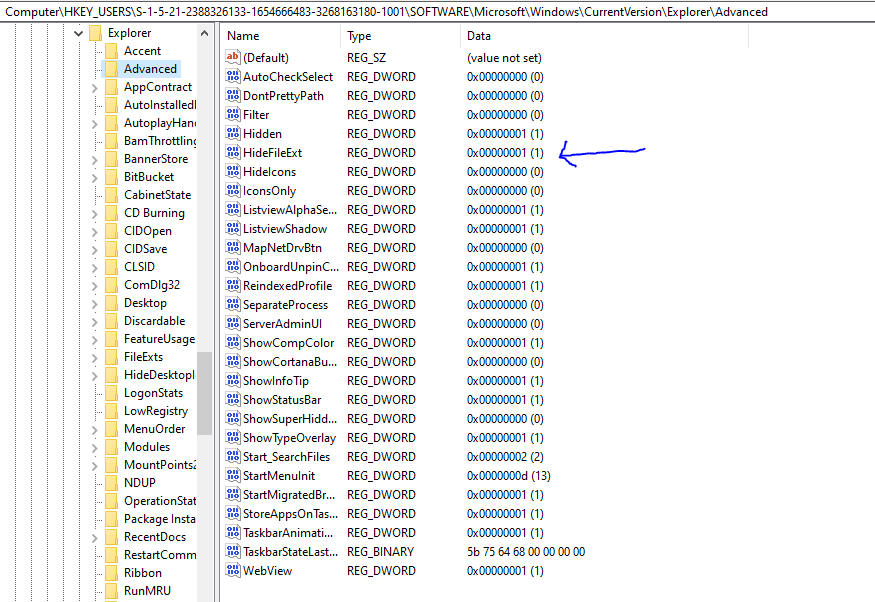 Computer\HKEY_USERS\S-1-5-21-2388326133-1654666483-3268163180-1001\SOFTWARE\Microsoft\Windows\CurrentVersion\Explorer\Advanced
Explorer
Accent
Advanced
AppContract
AutoInstalledI
AutoplayHand
BamThrottling
BannerStore
BitBucket
CabinetState
CD Burning
CIDOpen
CIDSave
CLSID
ComDlg32
Desktop
Discardable
FeatureUsage
FileExts
HideDesktopI
LogonStats
LowRegistry
MenuOrder
Modules
MountPoints2
NDUP
OperationStat
Package Insta
RecentDocs
RestartComm
Ribbon
RunMRU
Name Type Data
ab (Default) REG_SZ (value not set)
AutoCheckSelect REG_DWORD 0x00000000 (0)
DontPrettyPath REG_DWORD 0x00000000 (0)
Filter REG_DWORD 0x00000000 (0)
Hidden REG_DWORD 0x00000001 (1)
HideFileExt REG_DWORD 0x00000001 (1)
HideIcons REG_DWORD 0x00000000 (0)
IconsOnly REG_DWORD 0x00000000 (0)
ListviewAlphaSe... REG_DWORD 0x00000001 (1)
ListviewShadow REG_DWORD 0x00000001 (1)
MapNetDrvBtn REG_DWORD 0x00000000 (0)
OnboardUnpinC... REG_DWORD 0x00000001 (1)
ReindexedProfile REG_DWORD 0x00000001 (1)
SeparateProcess REG_DWORD 0x00000000 (0)
ServerAdminUI REG_DWORD 0x00000000 (0)
ShowCompColor REG_DWORD 0x00000001 (1)
ShowCortanaBu... REG_DWORD 0x00000000 (0)
ShowInfoTip REG_DWORD 0x00000001 (1)
ShowStatusBar REG_DWORD 0x00000001 (1)
ShowSuperHidd... REG_DWORD 0x00000000 (0)
ShowTypeOverlay REG_DWORD 0x00000001 (1)
Start_SearchFiles REG_DWORD 0x00000002 (2)
StartMenuInit REG_DWORD 0x0000000d (13)
StartMigratedBr... REG_DWORD 0x00000001 (1)
StoreAppsOnTas... REG_DWORD 0x00000001 (1)
TaskbarAnimati... REG_DWORD 0x00000001 (1)
TaskbarStateLast... REG_BINARY 5b 75 64 68 00 00 00 00
WebView REG_DWORD 0x00000001 (1)